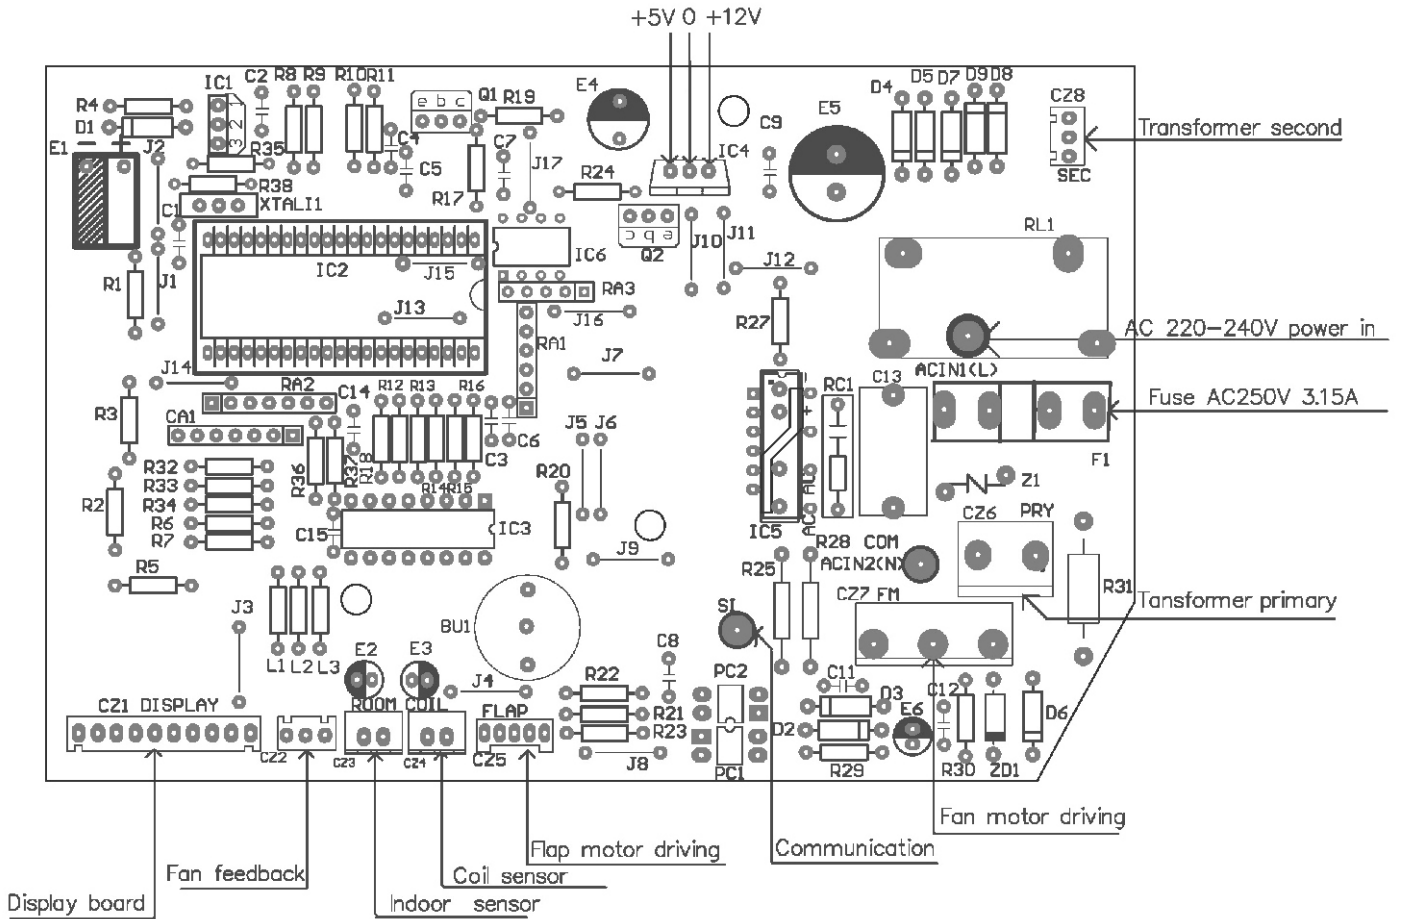 +5V 0 +12V
IC1 C2 R8 R9 R10 R11
Q1 R19
E4
E5
D4 D5 D7 D9 D8
CZ8
R4
1
2
3
e b c
D1
C9
Transformer second
E1 J2
R35
C4
C7
J17
IC4
C5
SEC
R38
R17
R24
C1 XTALI1
e b c
J10 J11
RL1
IC2
J15
IC6
Q2
J12
R1 J1
RA3
J13
J16
R27
AC 220-240V power in
RA1
J14
J7
ACIN1(L)
RA2
C14 R12 R13 R16
RC1 C13
Fuse AC250V 3.15A
R3
CA1
J5 J6
+
C6
C3
F1
R32
R36 R37 R18
R20
R33
R14 R15
AC
Z1
R2
R34
CZ6 PRY
R6
C15
IC3
IC5
AC
R7
R28 COM
J9
R5
R25
ACIN2(N)
R31
J3
SI
CZ7 FM
Tansformer primary
BU1
L1 L2 L3
E2 E3
C8
PC2
C11
J4
R22
D3
C12
CZ1 DISPLAY
ROOM COIL
FLAP
R21
E6
D6
R23
D2
CZ2
CZ3
CZ4
CZ5
J8
PC1
R29
R30 ZD1
Fan motor driving
Flap motor driving
Communication
Fan feedback
Coil sensor
Display board
Indoor sensor